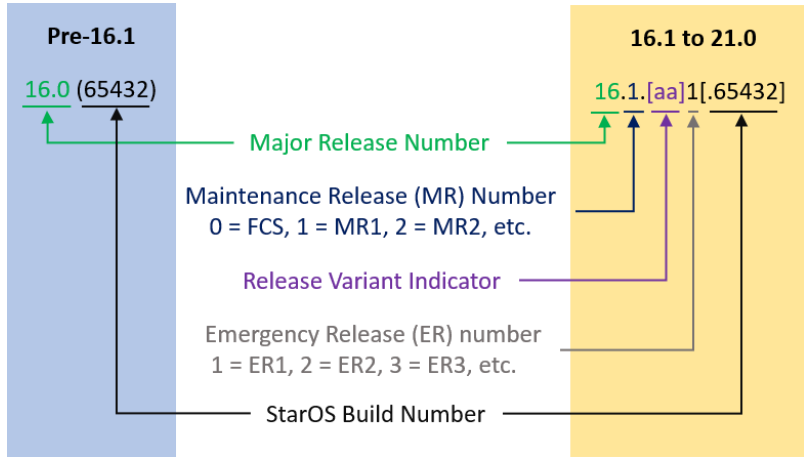 Pre-16.1
16.1 to 21.0
16.0 (65432)
16.1.[aa]1[.65432]
Major Release Number
Maintenance Release (MR) Number
0 = FCS, 1 = MR1, 2 = MR2, etc.
Release Variant Indicator
Emergency Release (ER) number
1 = ER1, 2 = ER2, 3 = ER3, etc.
StarOS Build Number